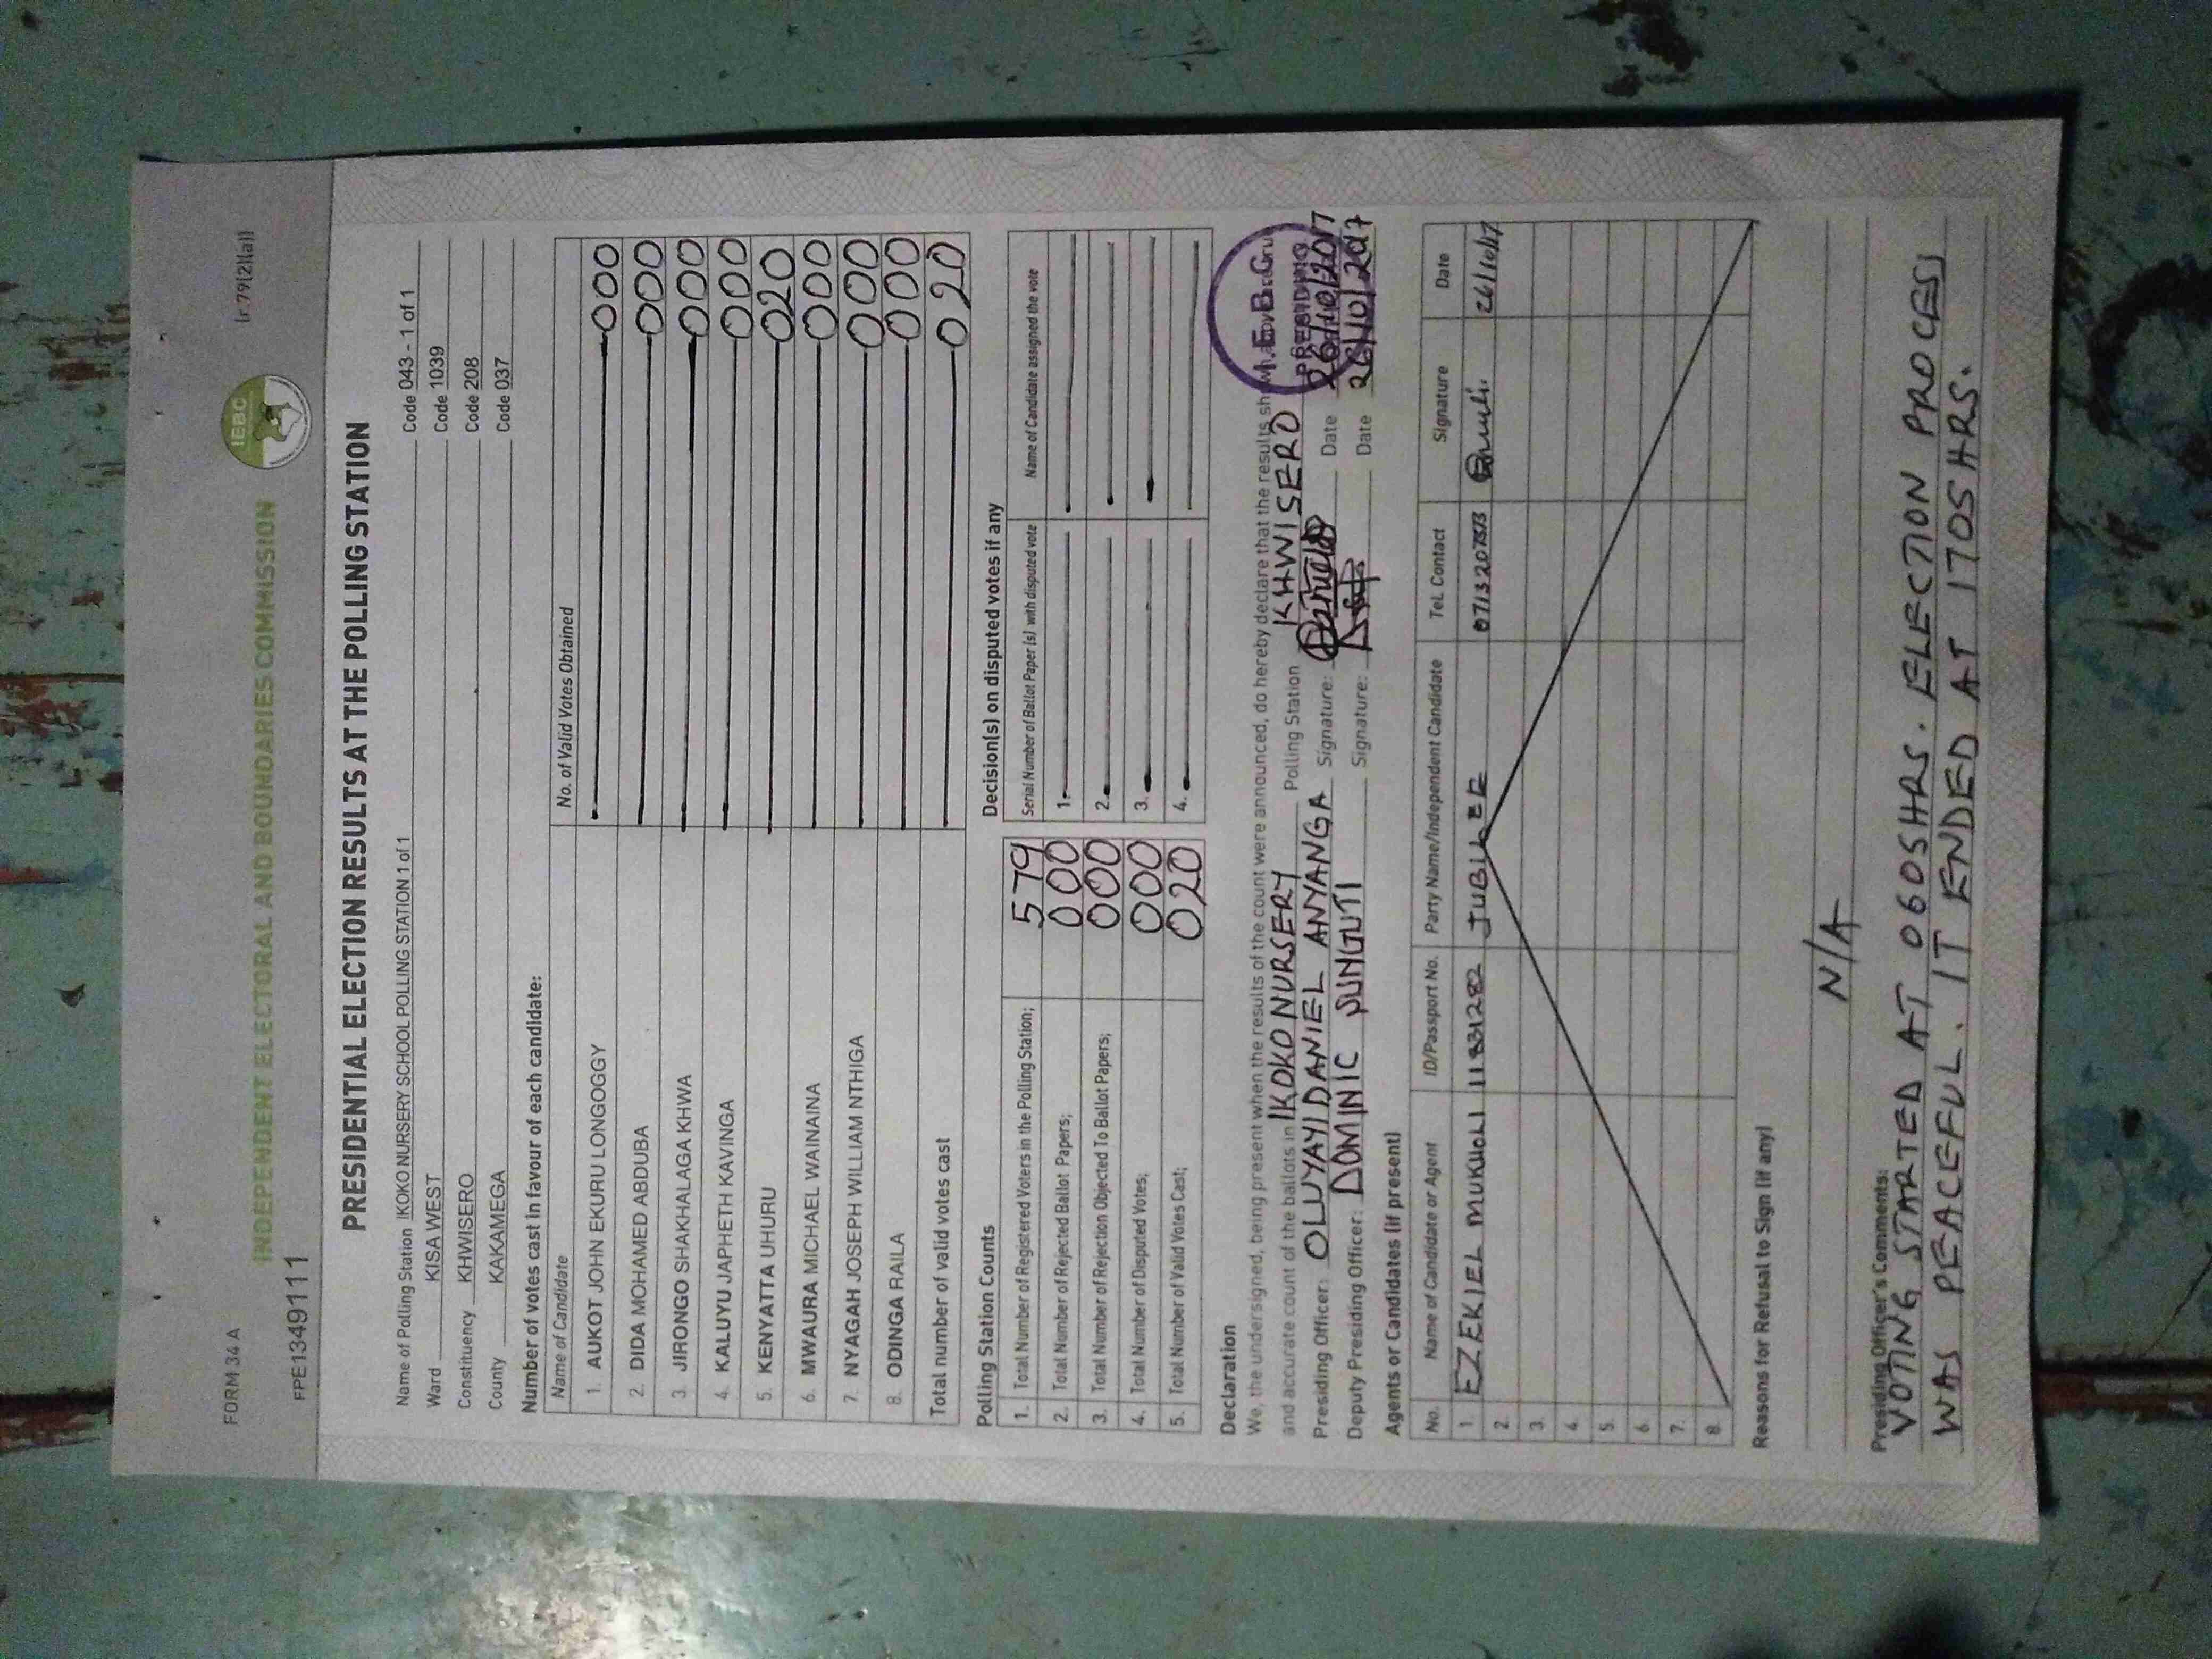 FORM 34 A (r.79(2)(a))
IEBC
INDEPENDENT ELECTORAL AND BOUNDARIES COMMISSION
FPE1349111
PRESIDENTIAL ELECTION RESULTS AT THE POLLING STATION
Name of Polling Station IKOKO NURSERY SCHOOL POLLING STATION 1 of 1 Code 043 - 1 of 1
Ward KISA WEST Code 1039
Constituency KHWISERO Code 208
County KAKAMEGA Code 037
Number of votes cast in favour of each candidate:
Name of Candidate No. of Valid Votes Obtained
1. AUKOT JOHN EKURU LONGOGGY 000
2. DIDA MOHAMED ABDUBA 000
3. JIRONGO SHAKHALAGA KHWA 000
4. KALUYU JAPHETH KAVINGA 000
5. KENYATTA UHURU 020
6. MWAURA MICHAEL WAINAINA 000
7. NYAGAH JOSEPH WILLIAM NTHIGA 000
8. ODINGA RAILA 000
Total number of valid votes cast 020
Polling Station Counts Decision(s) on disputed votes if any
Serial Number of Ballot Paper (s) with disputed vote Name of Candidate assigned the vote
1. Total Number of Registered Voters in the Polling Station; 579 1.
2. Total Number of Rejected Ballot Papers; 000 2.
3. Total Number of Rejection Objected To Ballot Papers; 000 3.
4. Total Number of Disputed Votes; 000 4.
5. Total Number of Valid Votes Cast; 020
Declaration
We, the undersigned, being present when the results of the count were announced, do hereby declare that the results
and accurate count of the ballots in IKOKO NURSERY Polling Station KHWISERO
I.E.B.C
PRESIDING
Presiding Officer: OLUYAYI DANIEL ANYANGA Signature: Date 26/10/2017
Deputy Presiding Officer: DOMINIC SUNGUTI Signature: Date 26/10/2017
Agents or Candidates (if present)
No. Name of Candidate or Agent ID/Passport No. Party Name/Independent Candidate Tel. Contact Signature Date
1. EZEKIEL MUKUOLI JUBILEE 26/10/17
2.
3.
4.
5.
6.
7.
8.
Reasons for Refusal to Sign (if any)
N/A
Presiding Officer's Comments:
VOTING STARTED AT 0605HRS. ELECTION PROCESS
WAS PEACEFUL. IT ENDED AT 1705HRS.